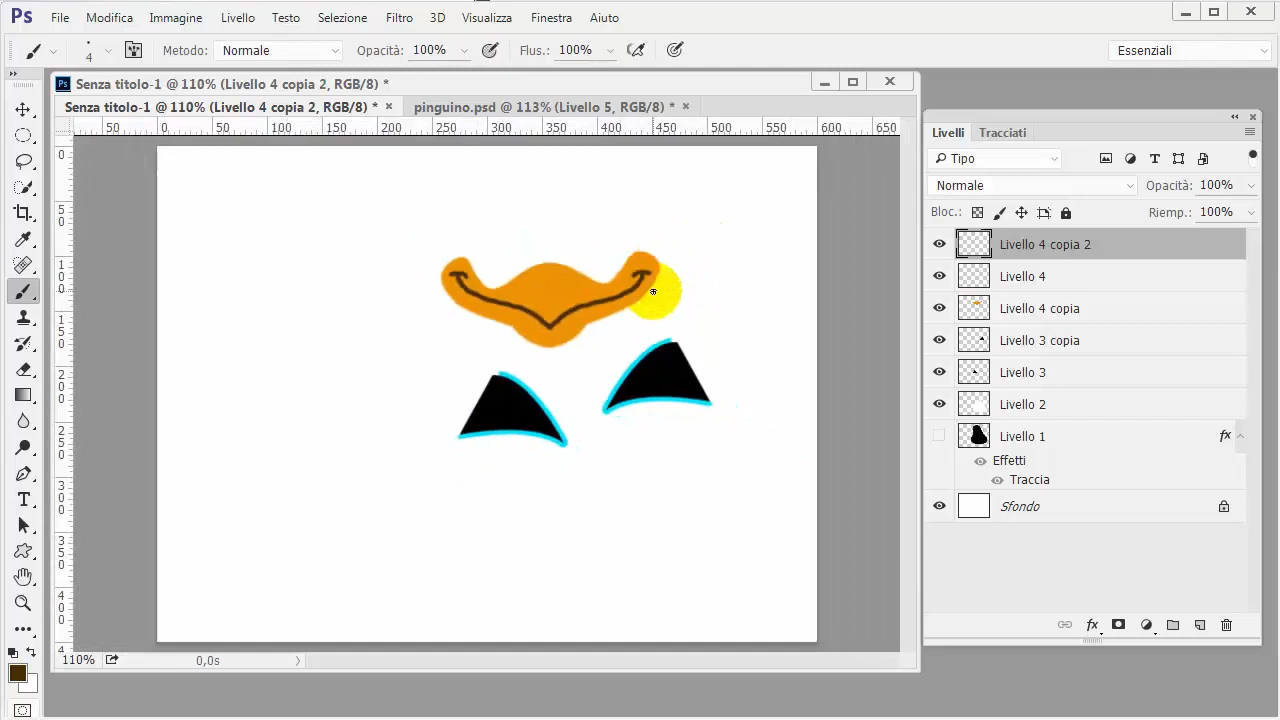 Ps File Modifica Immagine Livello Testo Selezione Filtro 3D Visualizza Finestra Aiuto
4 Metodo: Normale Opacità: 100% Flus.: 100% Essenziali
Senza titolo-1 @ 110% (Livello 4 copia 2, RGB/8) *
Senza titolo-1 @ 110% (Livello 4 copia 2, RGB/8) * × pinguino.psd @ 113% (Livello 5, RGB/8) * ×
50 0 50 100 150 200 250 300 350 400 450 500 550 600 650
0
50
100
150
200
250
300
350
400
4
110% 0,0s
Livelli Tracciati
Tipo
Normale Opacità: 100%
Bloc.: Riemp.: 100%
Livello 4 copia 2
Livello 4
Livello 4 copia
Livello 3 copia
Livello 3
Livello 2
Livello 1 fx
Effetti
Traccia
Sfondo
fx